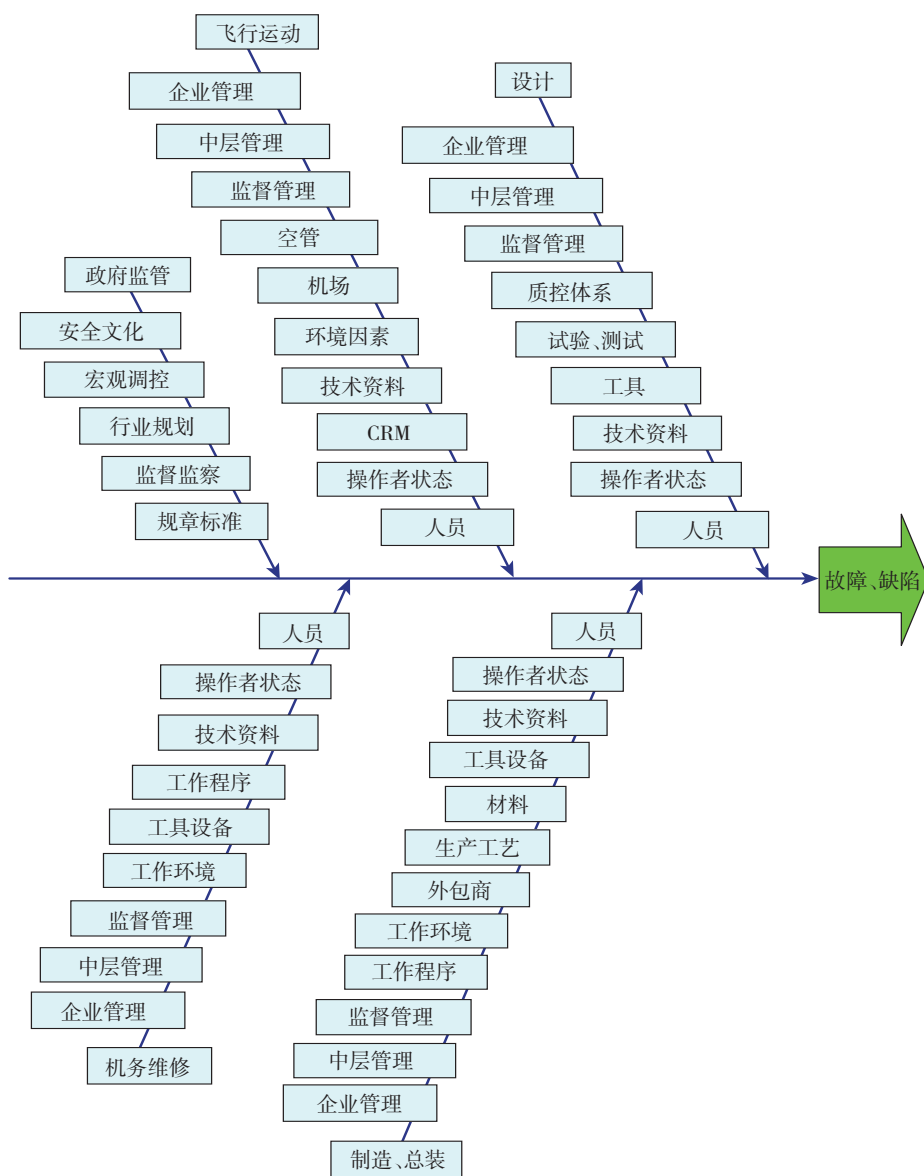 飞行运动
企业管理
中层管理
监督管理
空管
机场
环境因素
技术资料
CRM
操作者状态
人员
设计
企业管理
中层管理
监督管理
质控体系
试验、测试
工具
技术资料
操作者状态
人员
政府监管
安全文化
宏观调控
行业规划
监督监察
规章标准
故障、缺陷
人员
操作者状态
技术资料
工作程序
工具设备
工作环境
监督管理
中层管理
企业管理
机务维修
人员
操作者状态
技术资料
工具设备
材料
生产工艺
外包商
工作环境
工作程序
监督管理
中层管理
企业管理
制造、总装